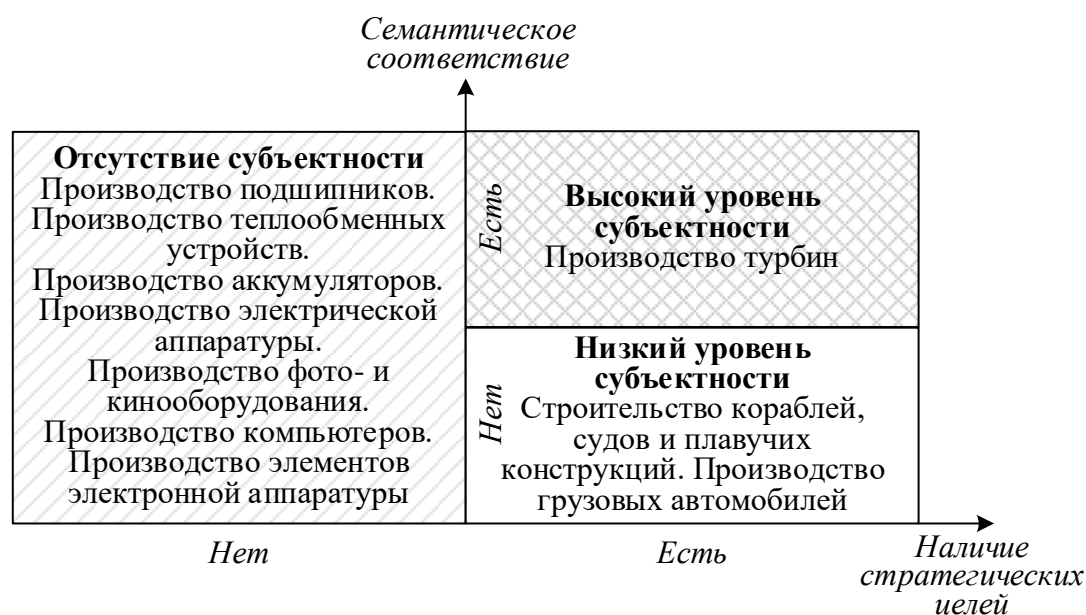 Семантическое
соответствие
Отсутствие субъектности
Производство подшипников.
Производство теплообменных
устройств.
Производство аккумуляторов.
Производство электрической
аппаратуры.
Производство фото- и
кинооборудования.
Производство компьютеров.
Производство элементов
электронной аппаратуры
Есть
Высокий уровень
субъектности
Производство турбин
Нет
Низкий уровень
субъектности
Строительство кораблей,
судов и плавучих
конструкций. Производство
грузовых автомобилей
Нет
Есть
Наличие
стратегических
целей